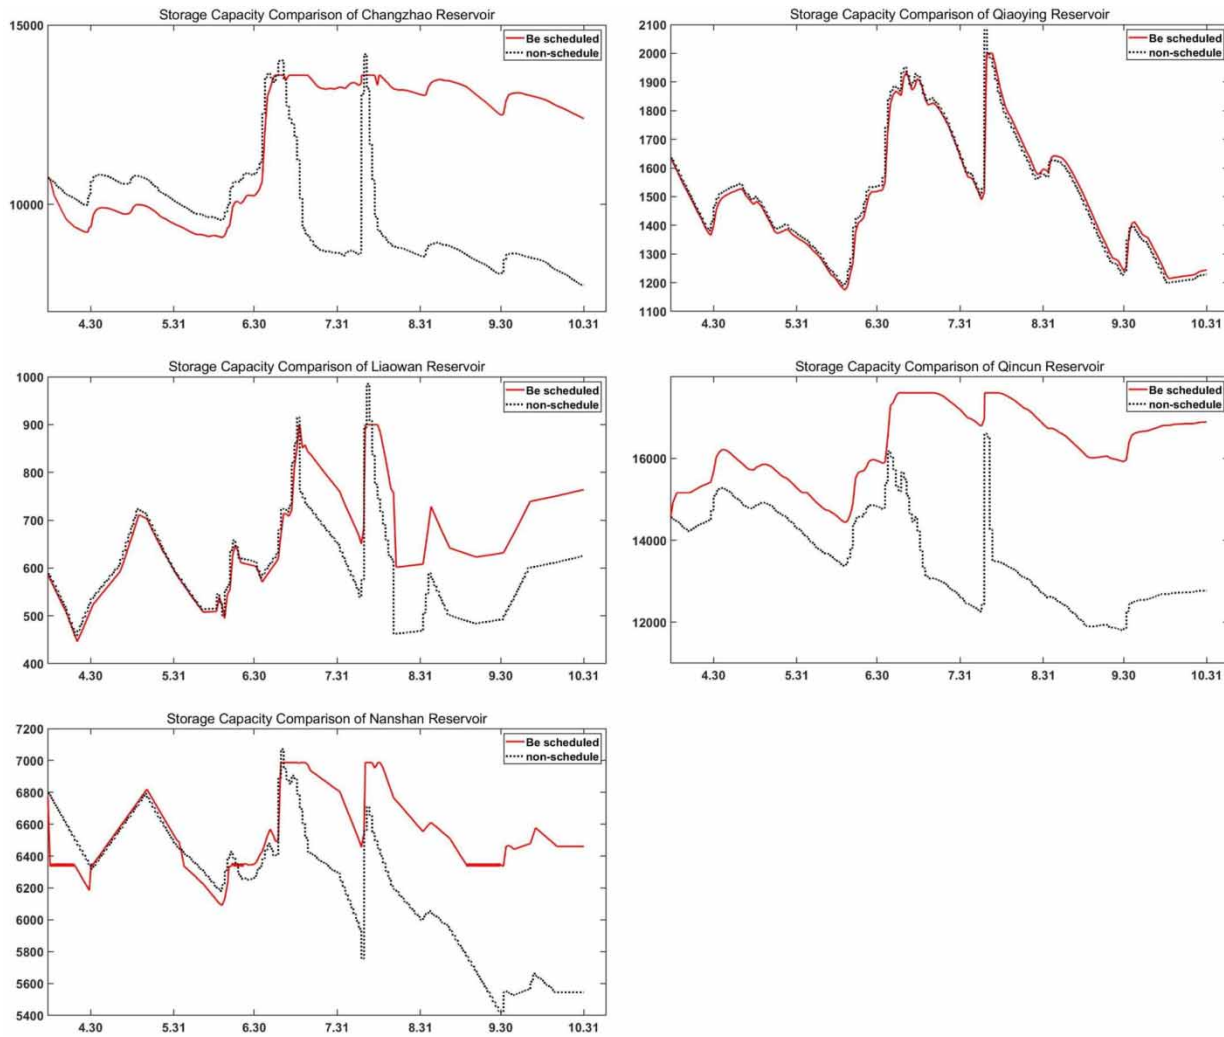 Storage Capacity Comparison of Changzhao Reservoir
15000
10000
Be scheduled
non-schedule
4.30 5.31 6.30 7.31 8.31 9.30 10.31
Storage Capacity Comparison of Qiaoying Reservoir
2100
2000
1900
1800
1700
1600
1500
1400
1300
1200
1100
Be scheduled
non-schedule
4.30 5.31 6.30 7.31 8.31 9.30 10.31
Storage Capacity Comparison of Liaowan Reservoir
1000
900
800
700
600
500
400
Be scheduled
non-schedule
4.30 5.31 6.30 7.31 8.31 9.30 10.31
Storage Capacity Comparison of Qincun Reservoir
16000
14000
12000
Be scheduled
non-schedule
4.30 5.31 6.30 7.31 8.31 9.30 10.31
Storage Capacity Comparison of Nanshan Reservoir
7200
7000
6800
6600
6400
6200
6000
5800
5600
5400
Be scheduled
non-schedule
4.30 5.31 6.30 7.31 8.31 9.30 10.31